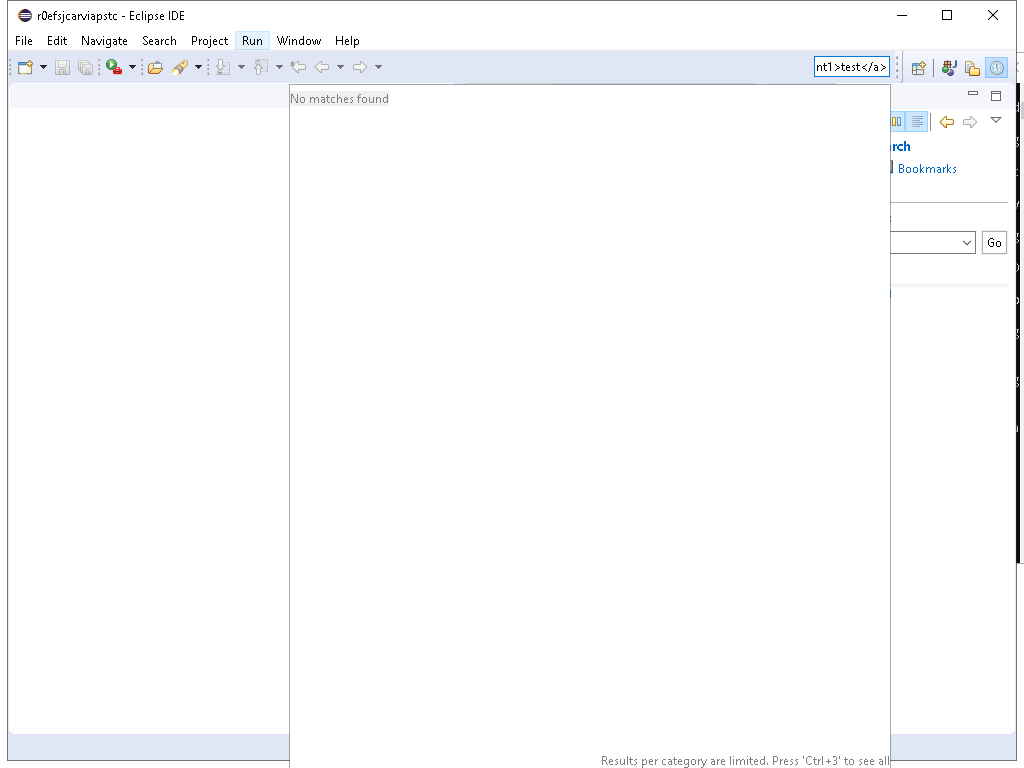 r0efsjcarviapstc - Eclipse IDE
File Edit Navigate Search Project Run Window Help
nt1>test</a>
No matches found
rch
Bookmarks
Go
Results per category are limited. Press 'Ctrl+3' to see all